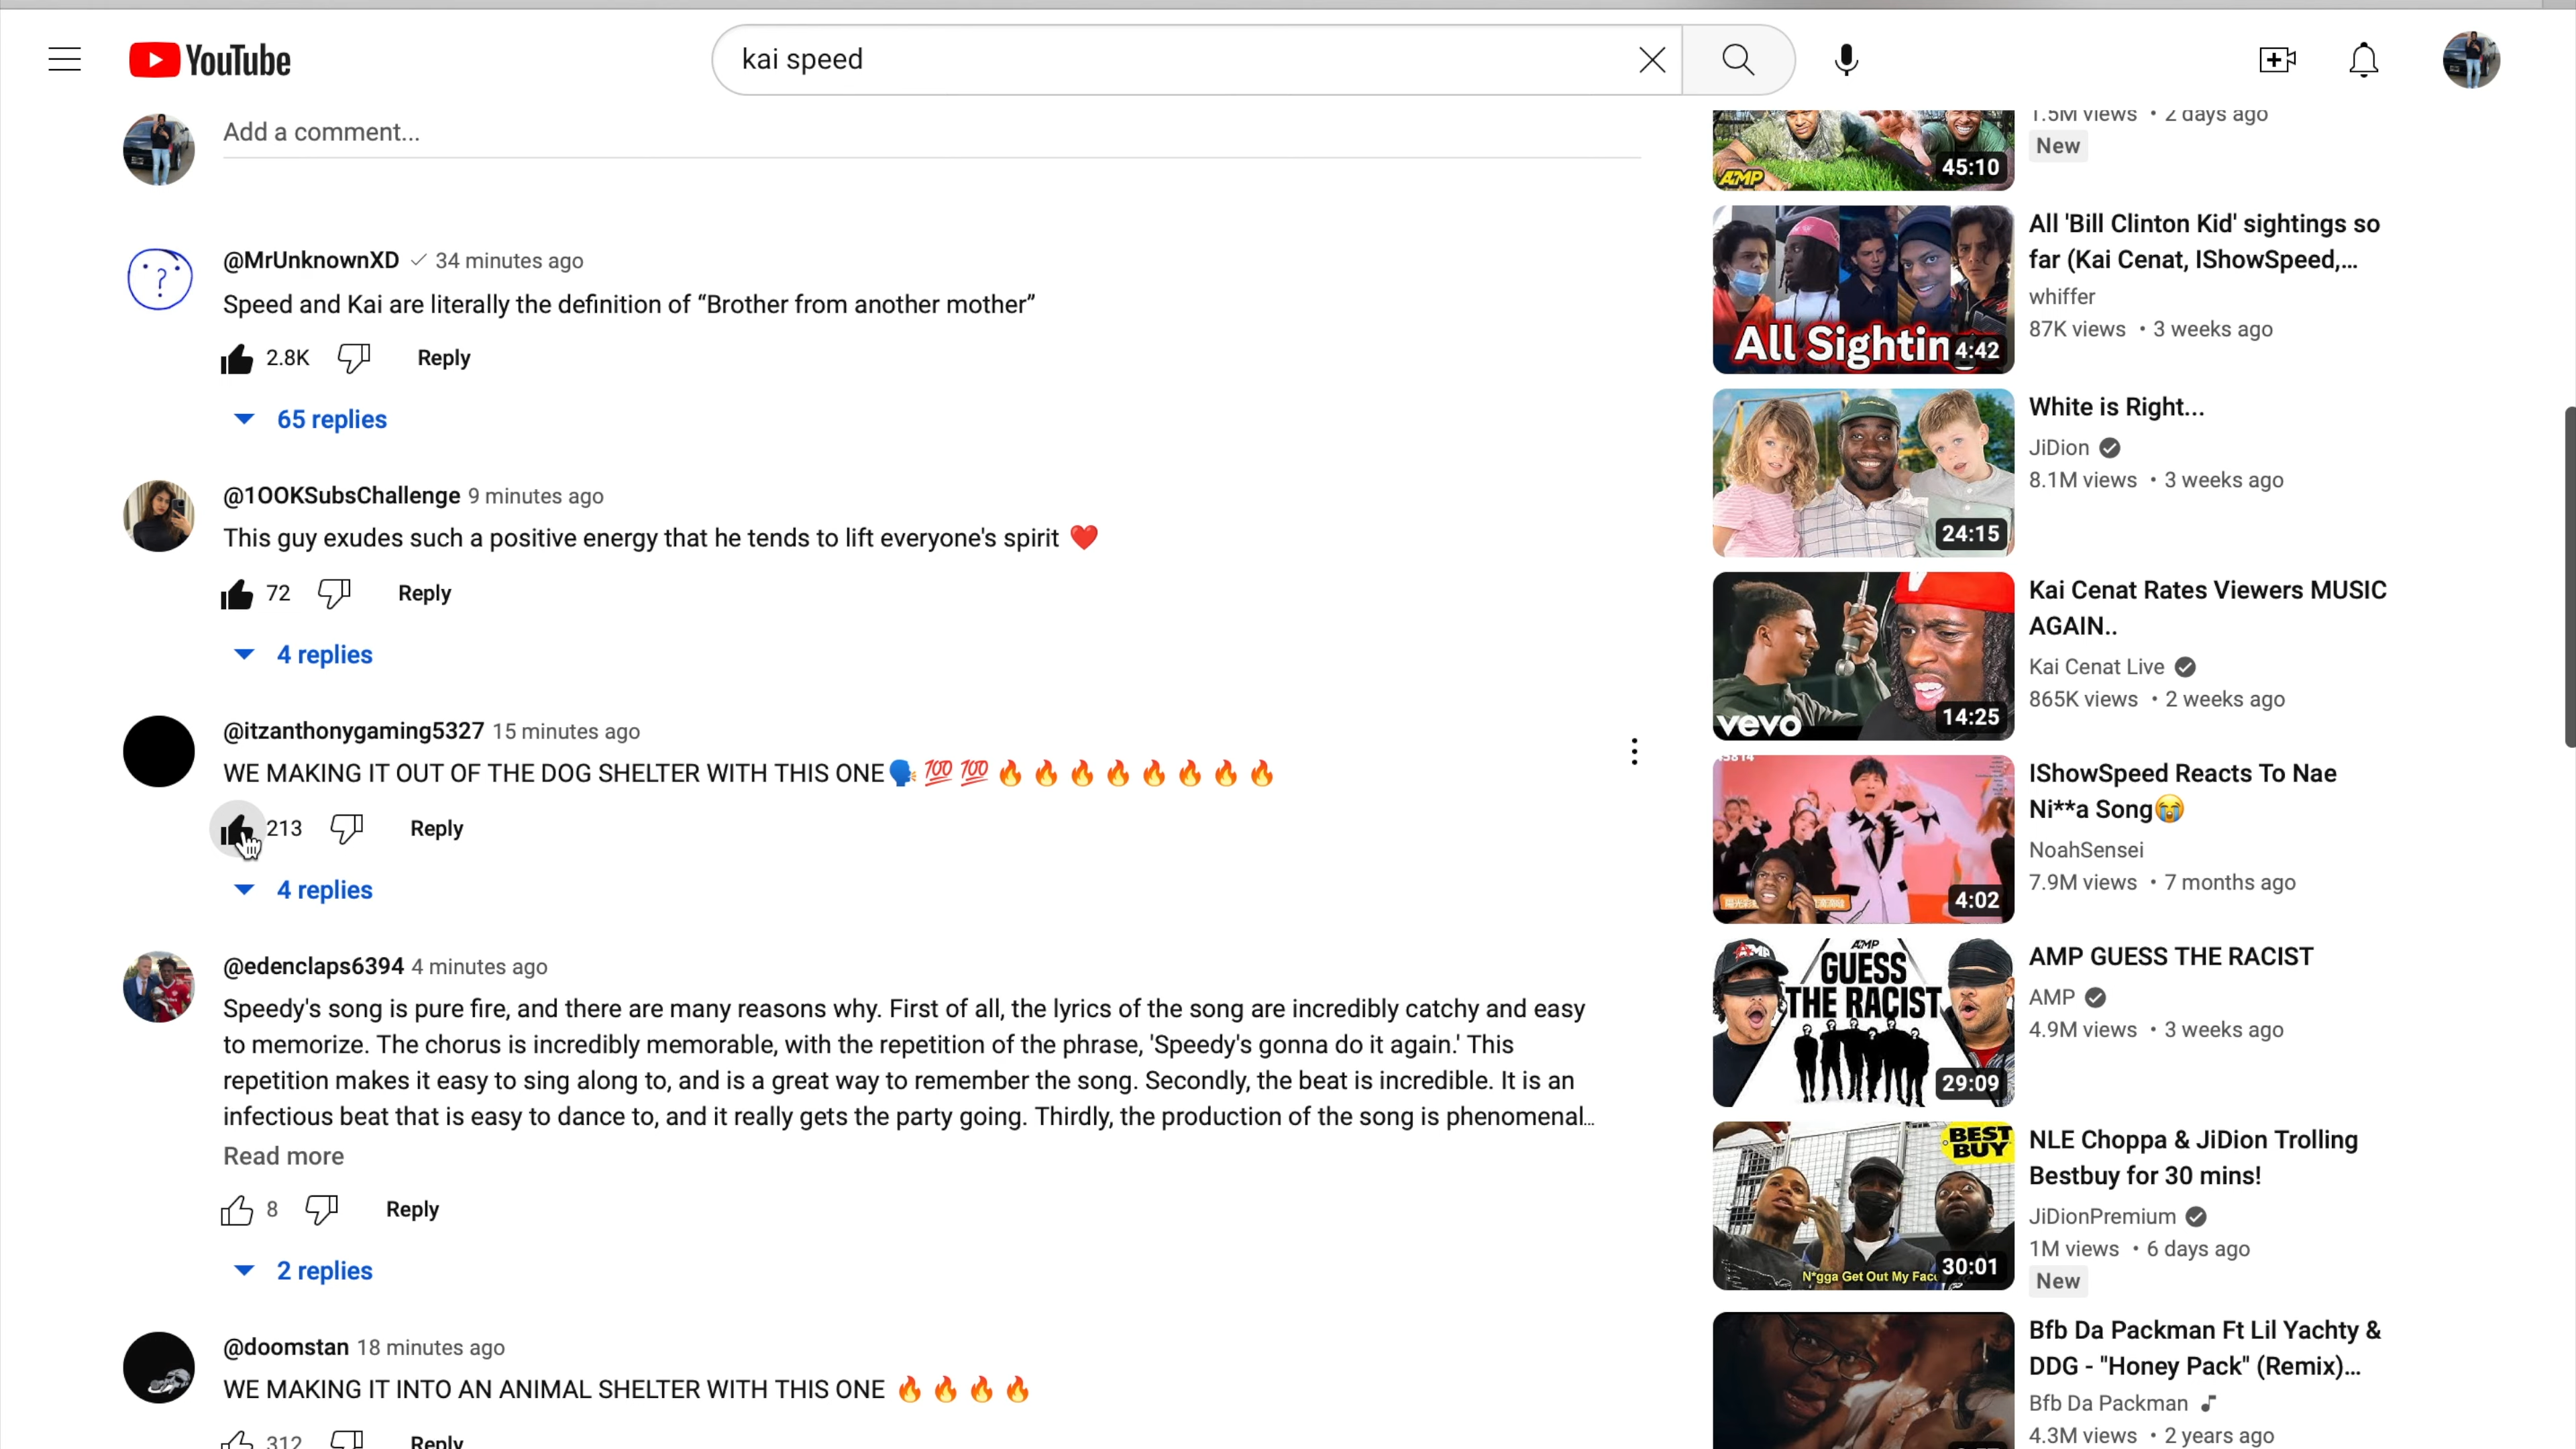 YouTube
kai speed
Add a comment...
@MrUnknownXD 34 minutes ago
Speed and Kai are literally the definition of “Brother from another mother”
2.8K Reply
65 replies
@1OOKSubsChallenge 9 minutes ago
This guy exudes such a positive energy that he tends to lift everyone's spirit ❤️
72 Reply
4 replies
@itzanthonygaming5327 15 minutes ago
WE MAKING IT OUT OF THE DOG SHELTER WITH THIS ONE🗣️💯💯🔥🔥🔥🔥🔥🔥🔥🔥
213 Reply
4 replies
@edenclaps6394 4 minutes ago
Speedy's song is pure fire, and there are many reasons why. First of all, the lyrics of the song are incredibly catchy and easy
to memorize. The chorus is incredibly memorable, with the repetition of the phrase, 'Speedy's gonna do it again.' This
repetition makes it easy to sing along to, and is a great way to remember the song. Secondly, the beat is incredible. It is an
infectious beat that is easy to dance to, and it really gets the party going. Thirdly, the production of the song is phenomenal...
Read more
8 Reply
2 replies
@doomstan 18 minutes ago
WE MAKING IT INTO AN ANIMAL SHELTER WITH THIS ONE 🔥🔥🔥🔥
312 Reply
AMP
45:10
1.5M views • 2 days ago
New
All Sightin
4:42
All 'Bill Clinton Kid' sightings so
far (Kai Cenat, IShowSpeed,...
whiffer
87K views • 3 weeks ago
24:15
White is Right...
JiDion
8.1M views • 3 weeks ago
vevo
14:25
Kai Cenat Rates Viewers MUSIC
AGAIN..
Kai Cenat Live
865K views • 2 weeks ago
4:02
IShowSpeed Reacts To Nae
Ni**a Song😭
NoahSensei
7.9M views • 7 months ago
AMP
GUESS
THE RACIST
29:09
AMP GUESS THE RACIST
AMP
4.9M views • 3 weeks ago
BEST
BUY
N*gga Get Out My Fac
30:01
NLE Choppa & JiDion Trolling
Bestbuy for 30 mins!
JiDionPremium
1M views • 6 days ago
New
Bfb Da Packman Ft Lil Yachty &
DDG - "Honey Pack" (Remix)...
Bfb Da Packman
4.3M views • 2 years ago